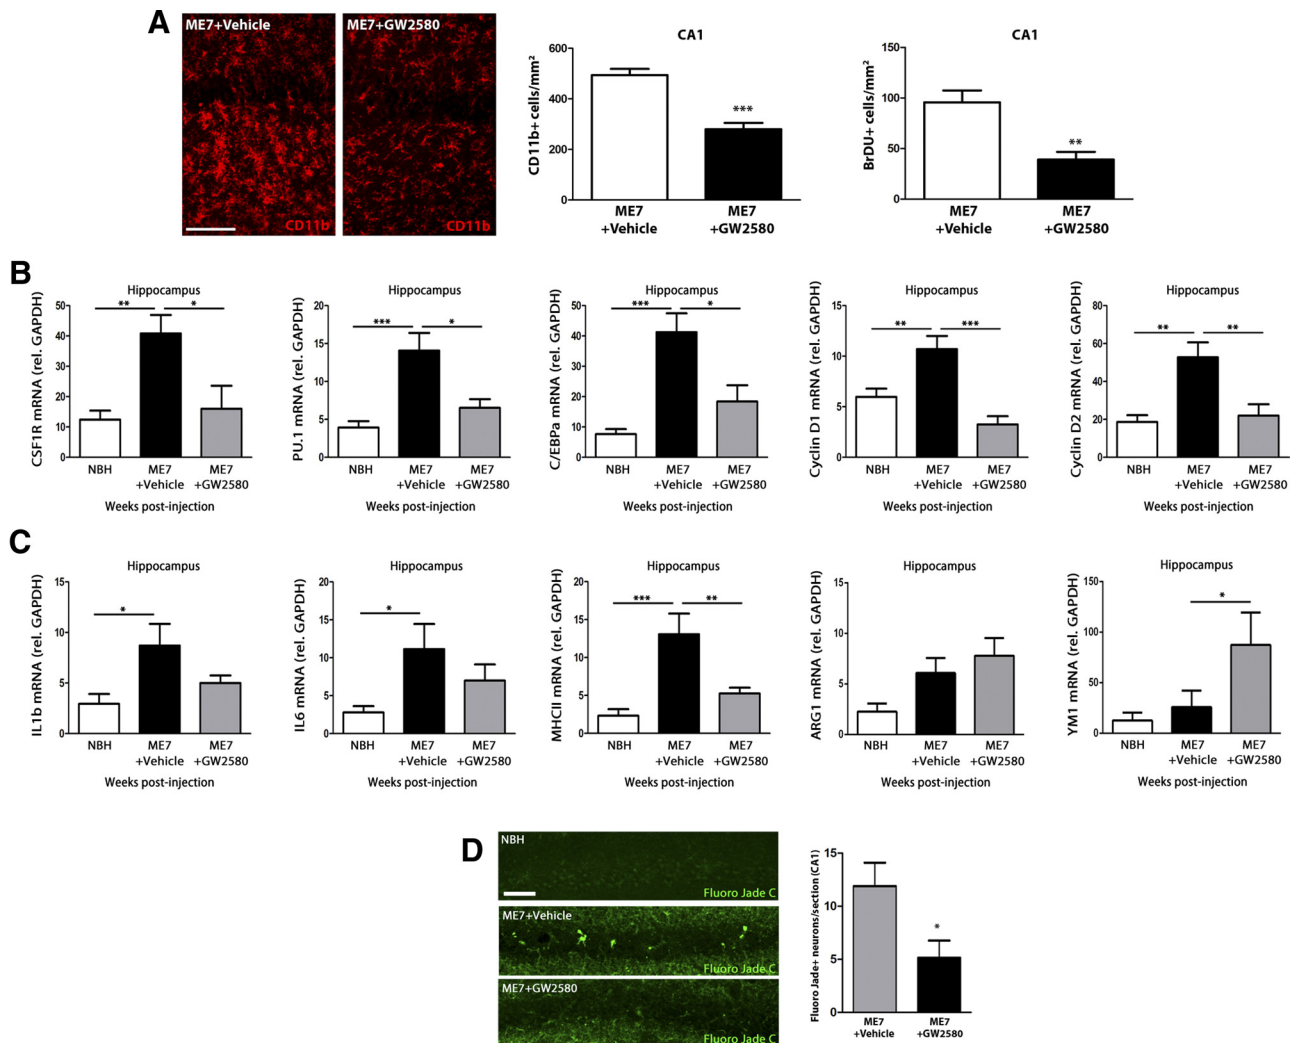 A
ME7+Vehicle
CD11b
ME7+GW2580
CD11b
CA1
CD11b+ cells/mm²
600
400
200
0
***
ME7
+Vehicle
ME7
+GW2580
CA1
BrDU+ cells/mm²
150
100
50
0
**
ME7
+Vehicle
ME7
+GW2580
B
Hippocampus
CSF1R mRNA (rel. GAPDH)
50
40
30
20
10
0
**
*
NBH
ME7
+Vehicle
ME7
+GW2580
Weeks post-injection
Hippocampus
PU.1 mRNA (rel. GAPDH)
20
15
10
5
0
***
*
NBH
ME7
+Vehicle
ME7
+GW2580
Weeks post-injection
Hippocampus
C/EBPa mRNA (rel. GAPDH)
50
40
30
20
10
0
***
*
NBH
ME7
+Vehicle
ME7
+GW2580
Weeks post-injection
Hippocampus
Cyclin D1 mRNA (rel. GAPDH)
15
10
5
0
**
***
NBH
ME7
+Vehicle
ME7
+GW2580
Weeks post-injection
Hippocampus
Cyclin D2 mRNA (rel. GAPDH)
80
60
40
20
0
**
**
NBH
ME7
+Vehicle
ME7
+GW2580
Weeks post-injection
C
Hippocampus
IL1b mRNA (rel. GAPDH)
15
10
5
0
*
NBH
ME7
+Vehicle
ME7
+GW2580
Weeks post-injection
Hippocampus
IL6 mRNA (rel. GAPDH)
20
15
10
5
0
*
NBH
ME7
+Vehicle
ME7
+GW2580
Weeks post-injection
Hippocampus
MHCII mRNA (rel. GAPDH)
20
15
10
5
0
***
**
NBH
ME7
+Vehicle
ME7
+GW2580
Weeks post-injection
Hippocampus
ARG1 mRNA (rel. GAPDH)
15
10
5
0
NBH
ME7
+Vehicle
ME7
+GW2580
Weeks post-injection
Hippocampus
YM1 mRNA (rel. GAPDH)
150
100
50
0
*
NBH
ME7
+Vehicle
ME7
+GW2580
Weeks post-injection
D
NBH
Fluoro Jade C
ME7+Vehicle
Fluoro Jade C
ME7+GW2580
Fluoro Jade C
Fluoro Jade+ neurons/section (CA1)
15
10
5
0
*
ME7
+Vehicle
ME7
+GW2580